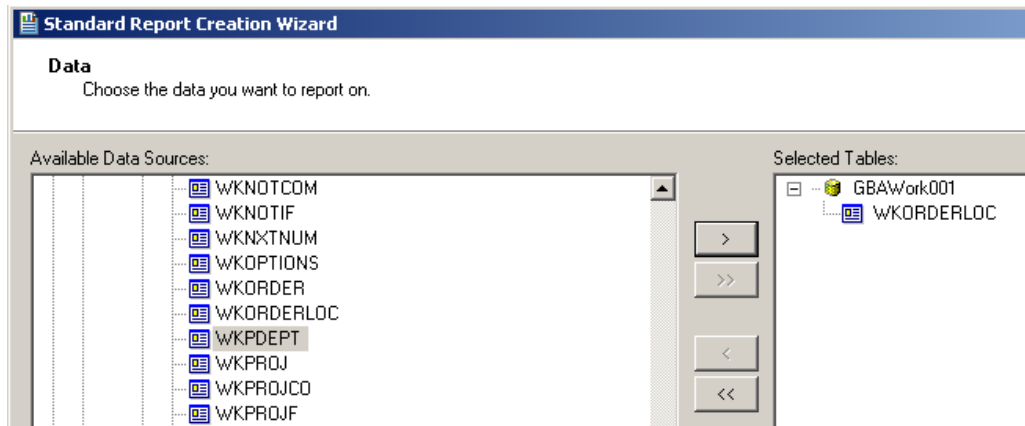 Standard Report Creation Wizard
Data
Choose the data you want to report on.
Available Data Sources:
WKNOTCOM
WKNOTIF
WKNXTNUM
WKOPTIONS
WKORDER
WKORDERLOC
WKPDEPT
WKPROJ
WKPROJCO
WKPROJF
>
>>
<
<<
Selected Tables:
GBAWork001
WKORDERLOC